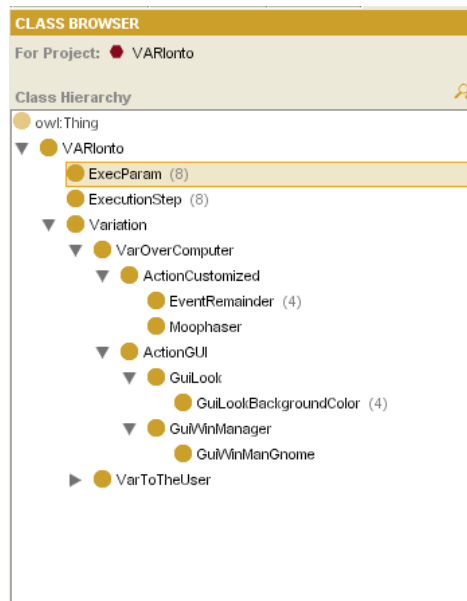 CLASS BROWSER
For Project: VARIonto
Class Hierarchy
owl:Thing
VARIonto
ExecParam (8)
ExecutionStep (8)
Variation
VarOverComputer
ActionCustomized
EventRemainder (4)
Moophaser
ActionGUI
GuiLook
GuiLookBackgroundColor (4)
GuiWinManager
GuiWinManGnome
VarToTheUser